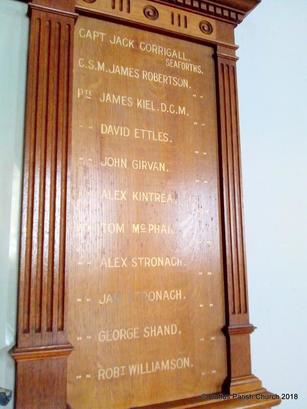 CAPT JACK CORRIGALL.
SEAFORTHS.
C.S.M. JAMES ROBERTSON. " "
PTE JAMES KIEL. D.C.M. " "
" " DAVID ETTLES. " "
" " JOHN GIRVAN. " "
" " ALEX KINTREA. " "
" " TOM MCPHAIL. " "
" " ALEX STRONACH. " "
" " STRONACH. " "
" " GEORGE SHAND. " "
" " ROBT WILLIAMSON. " "
Parish Church 2018